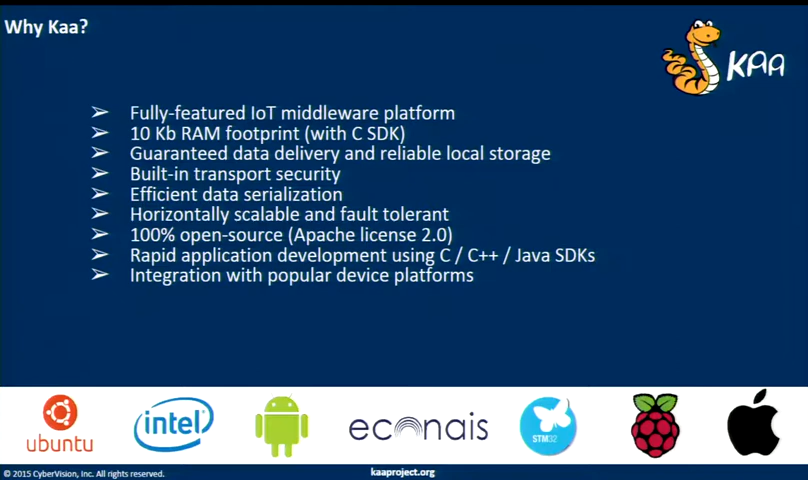 Why Kaa?
KAA
Fully-featured IoT middleware platform
10 Kb RAM footprint (with C SDK)
Guaranteed data delivery and reliable local storage
Built-in transport security
Efficient data serialization
Horizontally scalable and fault tolerant
100% open-source (Apache license 2.0)
Rapid application development using C / C++ / Java SDKs
Integration with popular device platforms
ubuntu
intel
econais
STM32
© 2015 CyberVision, Inc. All rights reserved.
kaaproject.org